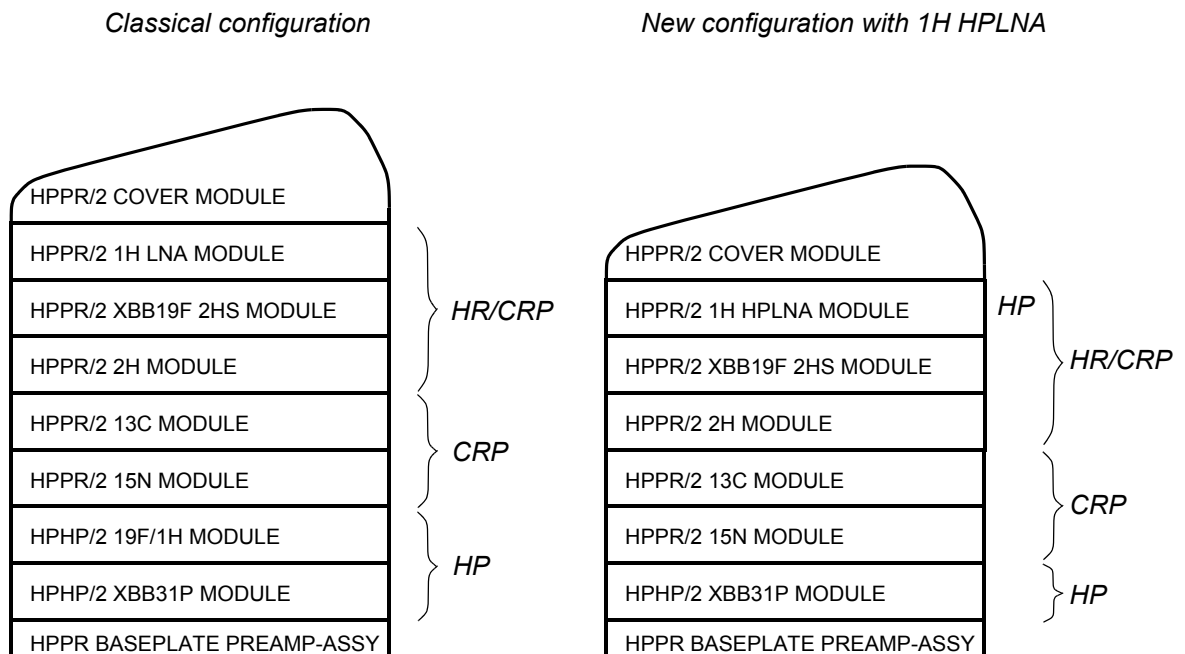 Classical configuration
HPPR/2 COVER MODULE
HPPR/2 1H LNA MODULE
HPPR/2 XBB19F 2HS MODULE
HPPR/2 2H MODULE
HR/CRP
HPPR/2 13C MODULE
HPPR/2 15N MODULE
CRP
HPHP/2 19F/1H MODULE
HPHP/2 XBB31P MODULE
HP
HPPR BASEPLATE PREAMP-ASSY
New configuration with 1H HPLNA
HPPR/2 COVER MODULE
HPPR/2 1H HPLNA MODULE
HP
HPPR/2 XBB19F 2HS MODULE
HPPR/2 2H MODULE
HR/CRP
HPPR/2 13C MODULE
HPPR/2 15N MODULE
CRP
HPHP/2 XBB31P MODULE
HP
HPPR BASEPLATE PREAMP-ASSY